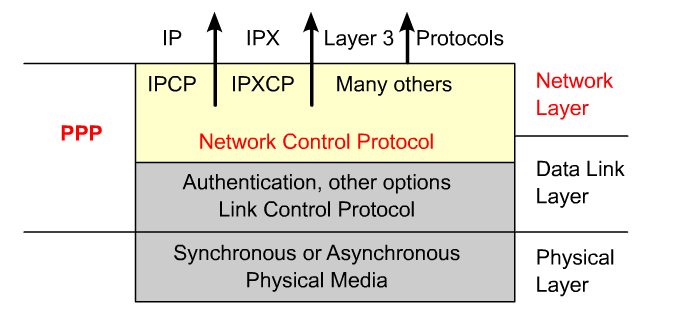 IP IPX Layer 3 Protocols
IPCP IPXCP Many others
Network
Layer
PPP
Network Control Protocol
Authentication, other options
Link Control Protocol
Data Link
Layer
Synchronous or Asynchronous
Physical Media
Physical
Layer